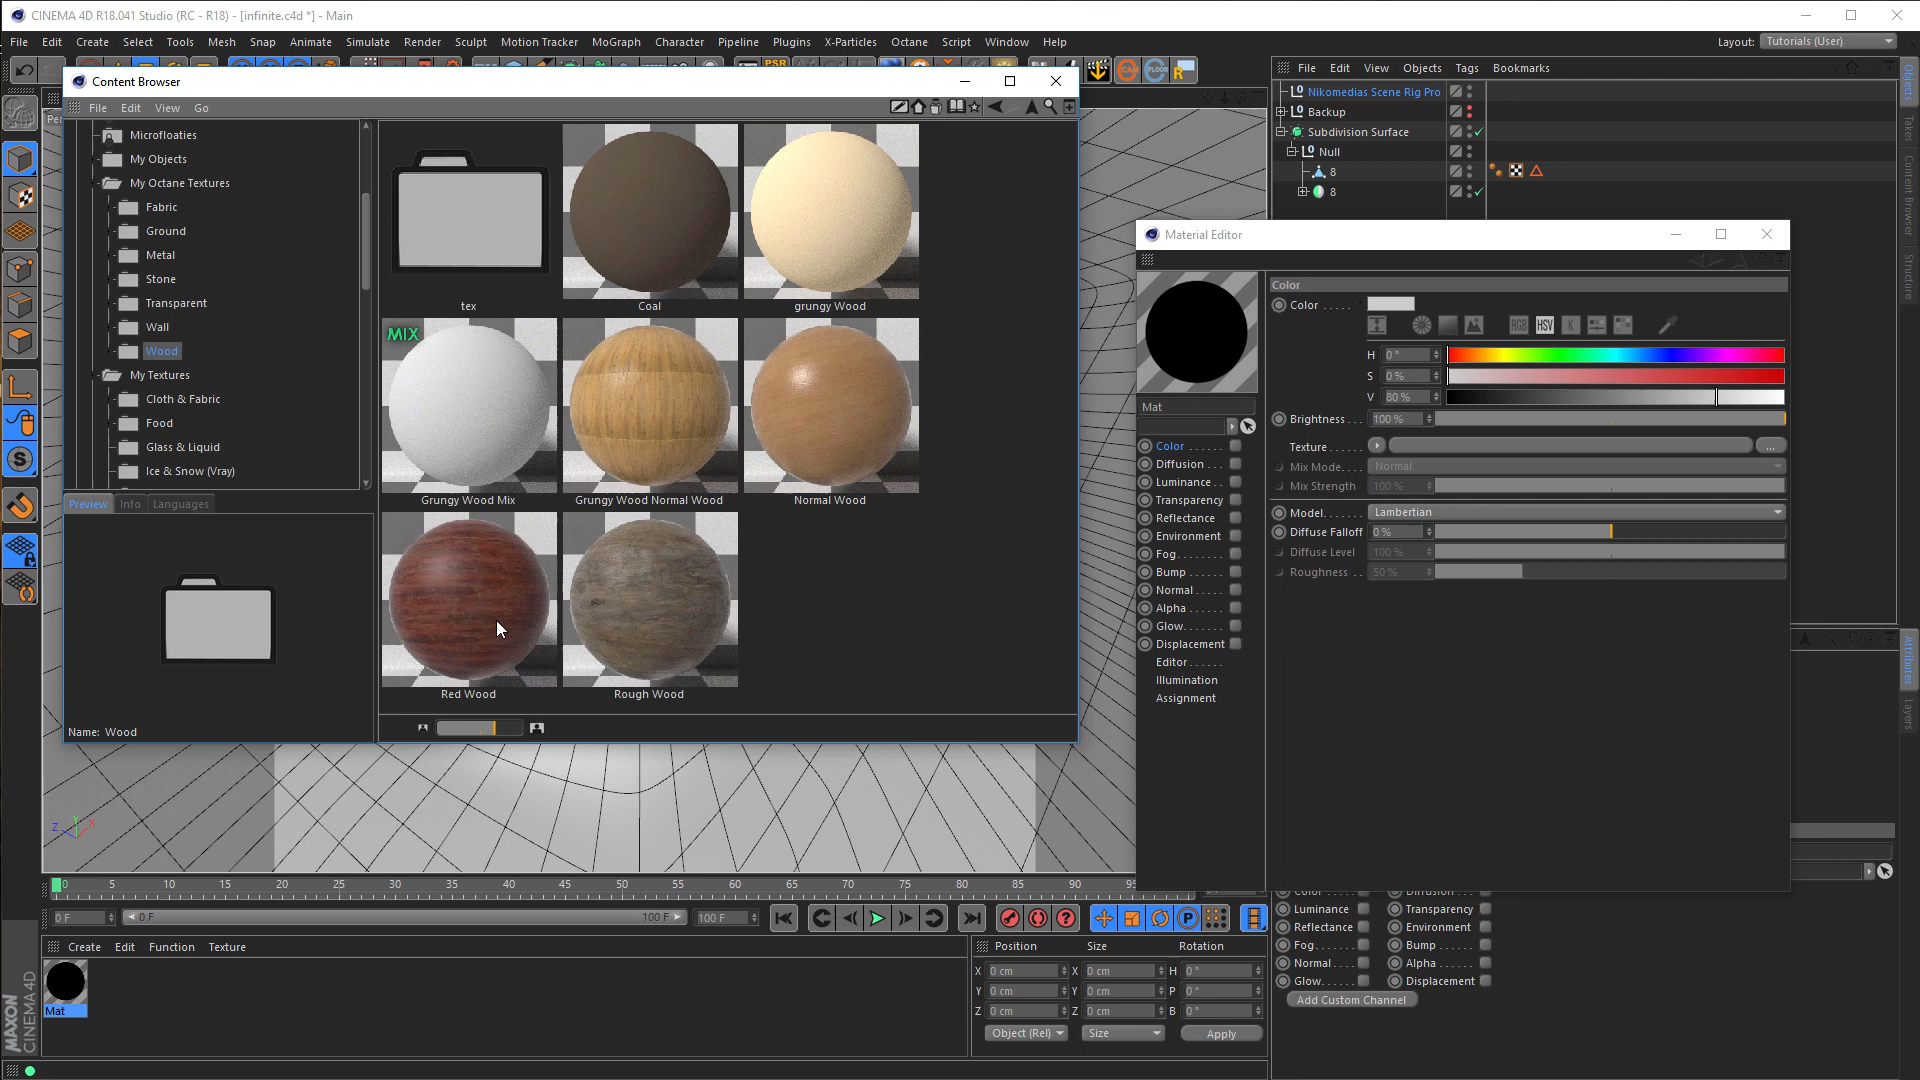 CINEMA 4D R18.041 Studio (RC - R18) - [infinite.c4d *] - Main
File Edit Create Select Tools Mesh Snap Animate Simulate Render Sculpt Motion Tracker MoGraph Character Pipeline Plugins X-Particles Octane Script Window Help
Layout: Tutorials (User)
Content Browser
File Edit View Go
Microfloaties
My Objects
My Octane Textures
Fabric
Ground
Metal
Stone
Transparent
Wall
Wood
My Textures
Cloth & Fabric
Food
Glass & Liquid
Ice & Snow (Vray)
Preview Info Languages
Name: Wood
tex
Coal
grungy Wood
MIX
Grungy Wood Mix
Grungy Wood Normal Wood
Normal Wood
Red Wood
Rough Wood
File Edit View Objects Tags Bookmarks
Nikomedias Scene Rig Pro
Backup
Subdivision Surface
Null
8
8
Objects
Takes
Content Browser
Structure
Attributes
Layers
Material Editor
Mat
Color
Diffusion . . .
Luminance . .
Transparency
Reflectance
Environment
Fog . . . . . . .
Bump . . . . .
Normal . . . . .
Alpha . . . . . .
Glow. . . . . . .
Displacement
Editor . . . . . .
Illumination
Assignment
Color
Color . . . . .
RGB HSV K
H 0 °
S 0 %
V 80 %
Brightness . . . 100 %
Texture . . . . . ...
Mix Mode. . . . Normal
Mix Strength 100 %
Model. . . . . . . Lambertian
Diffuse Falloff 0 %
Diffuse Level 100 %
Roughness . . 50 %
0 5 10 15 20 25 30 35 40 45 50 55 60 65 70 75 80 85 90
0 F 0 F 100 F 100 F
PSR
Create Edit Function Texture
Mat
Position Size Rotation
X 0 cm X 0 cm H 0 °
Y 0 cm Y 0 cm P 0 °
Z 0 cm Z 0 cm B 0 °
Object (Rel) Size Apply
Luminance Transparency
Reflectance Environment
Fog. . . . . . . Bump . . . . . .
Normal. . . . Alpha . . . . . .
Glow. . . . . . Displacement
Add Custom Channel
MAXON
CINEMA 4D